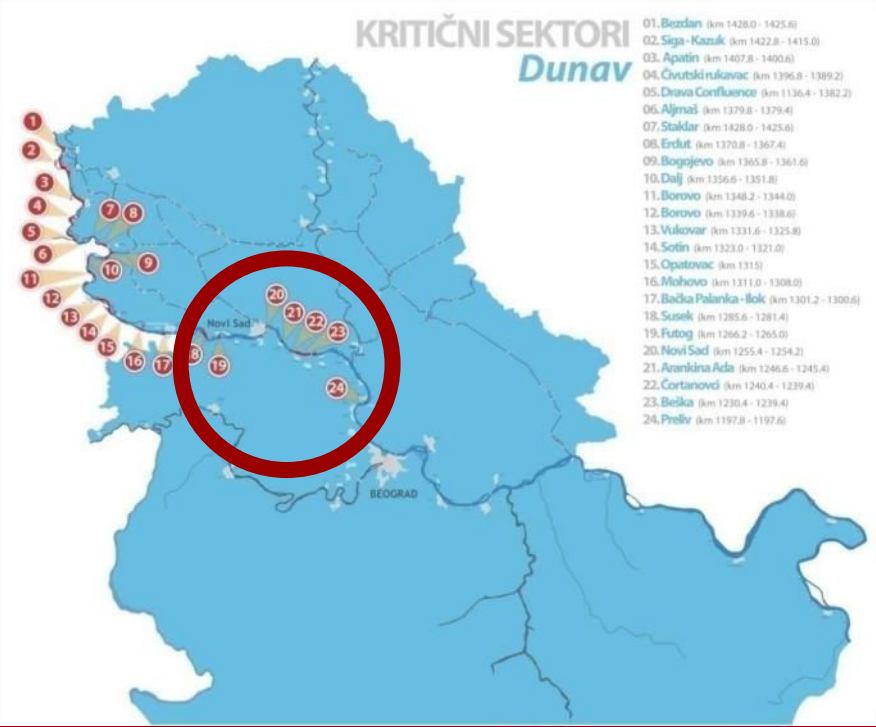 KRITIČNI SEKTORI
Dunav
01. Bezdan (km 1428.0 - 1425.6)
02. Siga - Kazuk (km 1422.8 - 1415.0)
03. Apatin (km 1407.8 - 1400.6)
04. Čivutski rukavac (km 1396.8 - 1389.2)
05. Drava Confluence (km 1136.4 - 1382.2)
06. Aljmaš (km 1379.8 - 1379.4)
07. Staklar (km 1428.0 - 1425.6)
08. Erdut (km 1370.8 - 1367.4)
09. Bogojevo (km 1365.8 - 1361.6)
10. Dalj (km 1356.6 - 1351.8)
11. Borovo (km 1348.2 - 1344.0)
12. Borovo (km 1339.6 - 1338.6)
13. Vukovar (km 1331.6 - 1325.8)
14. Sotin (km 1323.0 - 1321.0)
15. Opatovac (km 1315)
16. Mohovo (km 1311.0 - 1308.0)
17. Bačka Palanka - Ilok (km 1301.2 - 1300.6)
18. Susek (km 1285.6 - 1281.4)
19. Futog (km 1266.2 - 1265.0)
20. Novi Sad (km 1255.4 - 1254.2)
21. Arankina Ada (km 1246.6 - 1245.4)
22. Čortanovci (km 1240.4 - 1239.4)
23. Beška (km 1230.4 - 1239.4)
24. Preliv (km 1197.8 - 1197.6)
1
2
3
4
5
6
7
8
9
10
11
12
13
14
15
16
17
8
19
20
21
22
23
24
Novi Sad
BEOGRAD